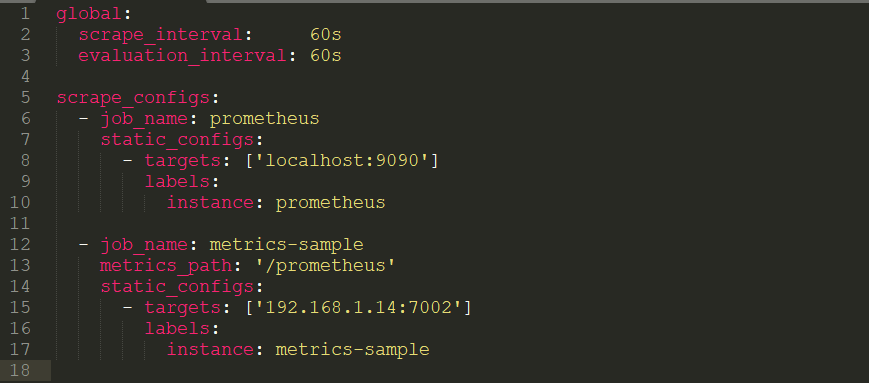 1 global:
2   scrape_interval:     60s
3   evaluation_interval: 60s
4
5 scrape_configs:
6   - job_name: prometheus
7     static_configs:
8       - targets: ['localhost:9090']
9         labels:
10           instance: prometheus
11
12   - job_name: metrics-sample
13     metrics_path: '/prometheus'
14     static_configs:
15       - targets: ['192.168.1.14:7002']
16         labels:
17           instance: metrics-sample
18